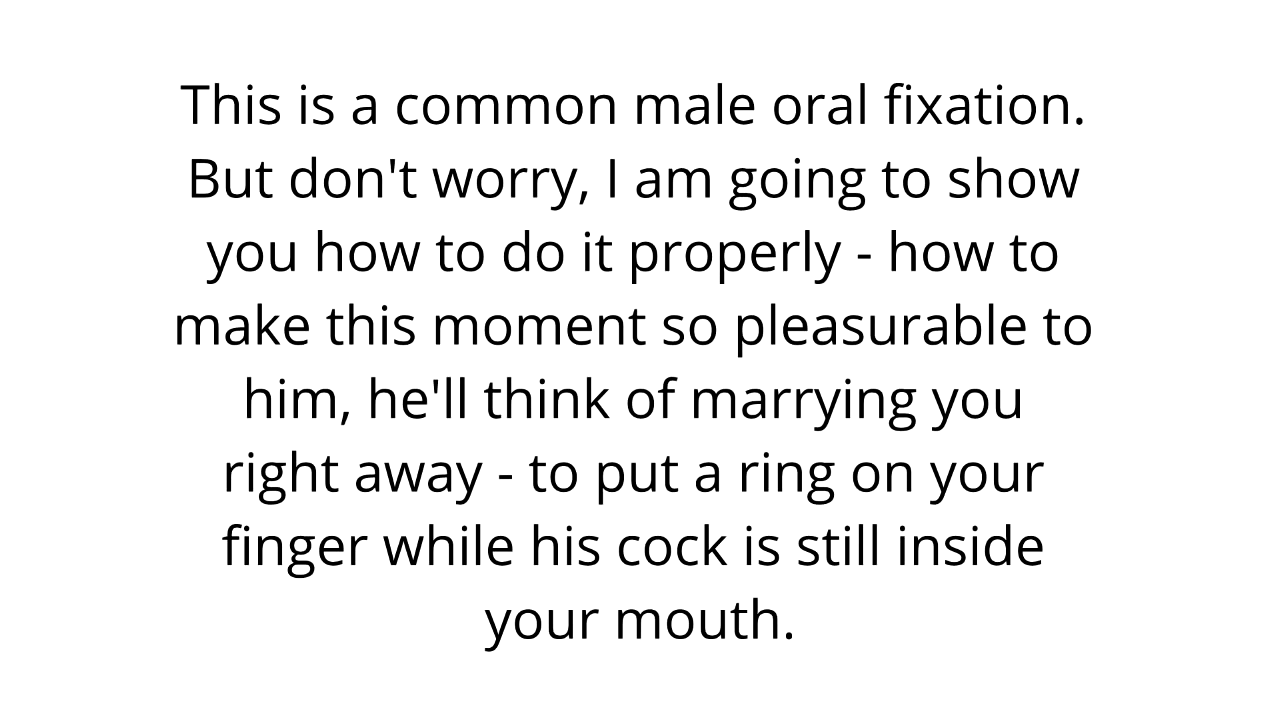 This is a common male oral fixation.
But don't worry, I am going to show
you how to do it properly - how to
make this moment so pleasurable to
him, he'll think of marrying you
right away - to put a ring on your
finger while his cock is still inside
your mouth.